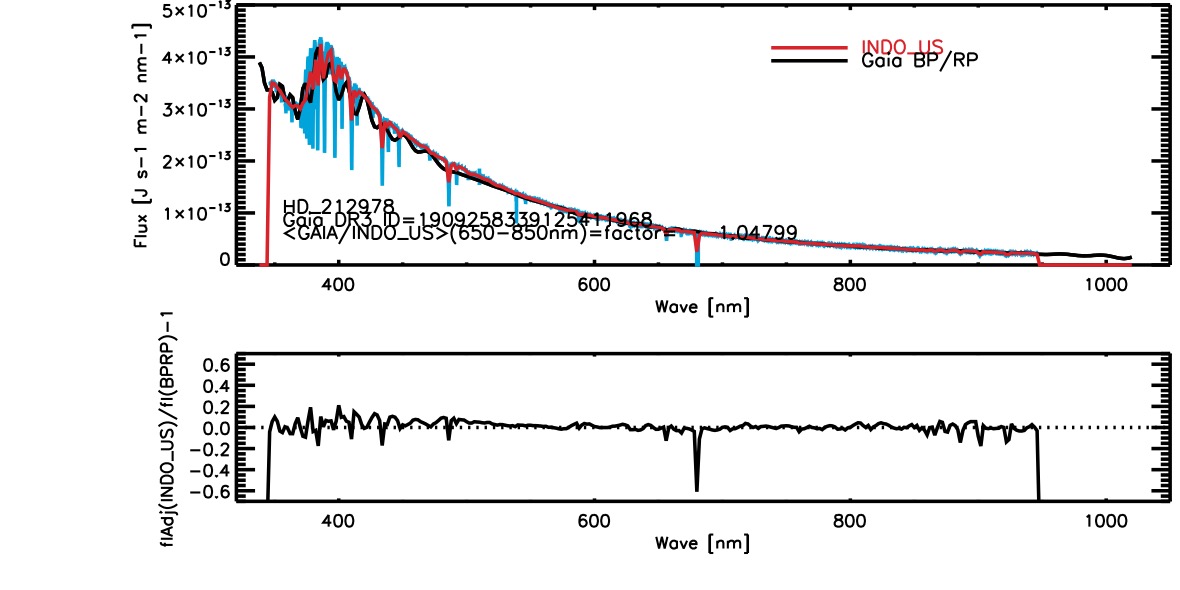 5×10-13
4×10-13
3×10-13
2×10-13
1×10-13
0
Flux [J s-1 m-2 nm-1]
INDO_US
Gaia BP/RP
HD_212978
Gaia DR3_ID=1909258339125411968
<GAIA/INDO_US>(650-850nm)=factor= 1.04799
400 600 800 1000
Wave [nm]
flAdj(INDO_US)/fl(BPRP)-1
0.6
0.4
0.2
0.0
-0.2
-0.4
-0.6
400 600 800 1000
Wave [nm]